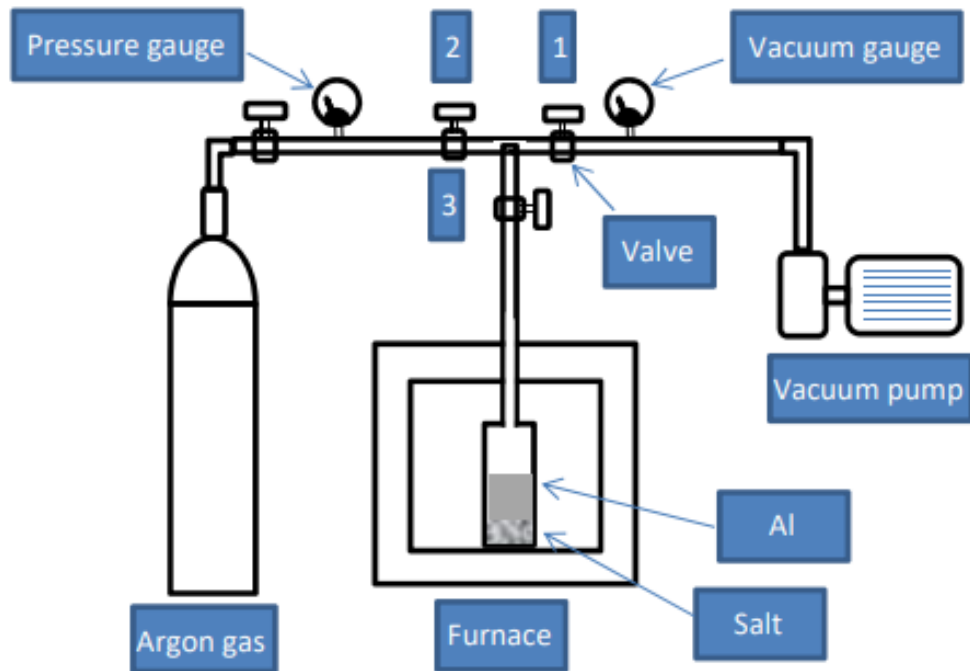 Pressure gauge
2
1
Vacuum gauge
3
Valve
Vacuum pump
Al
Salt
Argon gas
Furnace